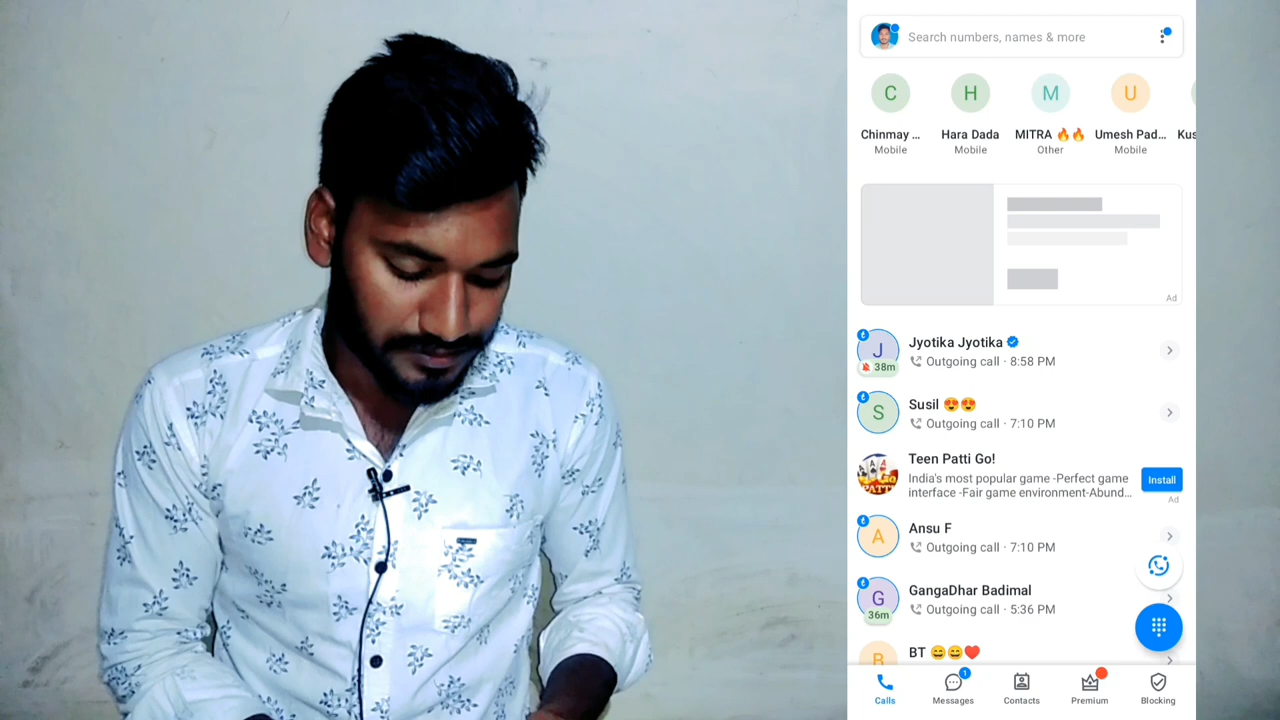 Search numbers, names & more
C
H
M
U
Chinmay ...
Hara Dada
MITRA 🔥🔥
Umesh Pad...
Kus
Mobile
Mobile
Other
Mobile
Ad
J
38m
Jyotika Jyotika
Outgoing call · 8:58 PM
S
Susil 😍😍
Outgoing call · 7:10 PM
Teen Patti Go!
India's most popular game -Perfect game
interface -Fair game environment-Abund...
Install
Ad
A
Ansu F
Outgoing call · 7:10 PM
G
36m
GangaDhar Badimal
Outgoing call · 5:36 PM
B
BT 😄😄❤️
1
Calls
Messages
Contacts
Premium
Blocking